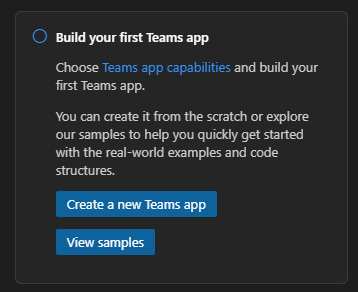 Build your first Teams app
Choose Teams app capabilities and build your
first Teams app.
You can create it from the scratch or explore
our samples to help you quickly get started
with the real-world examples and code
structures.
Create a new Teams app
View samples